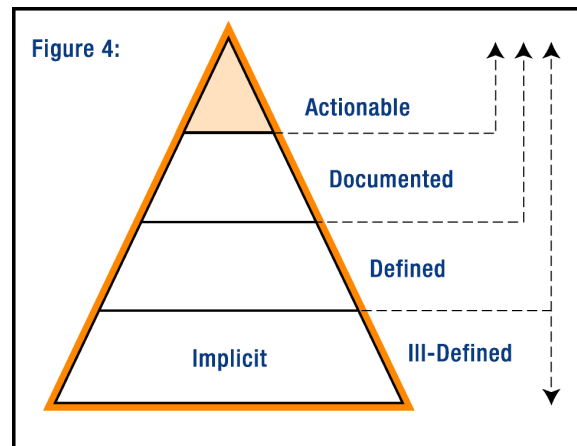 Figure 4:
Actionable
Documented
Defined
Implicit
Ill-Defined